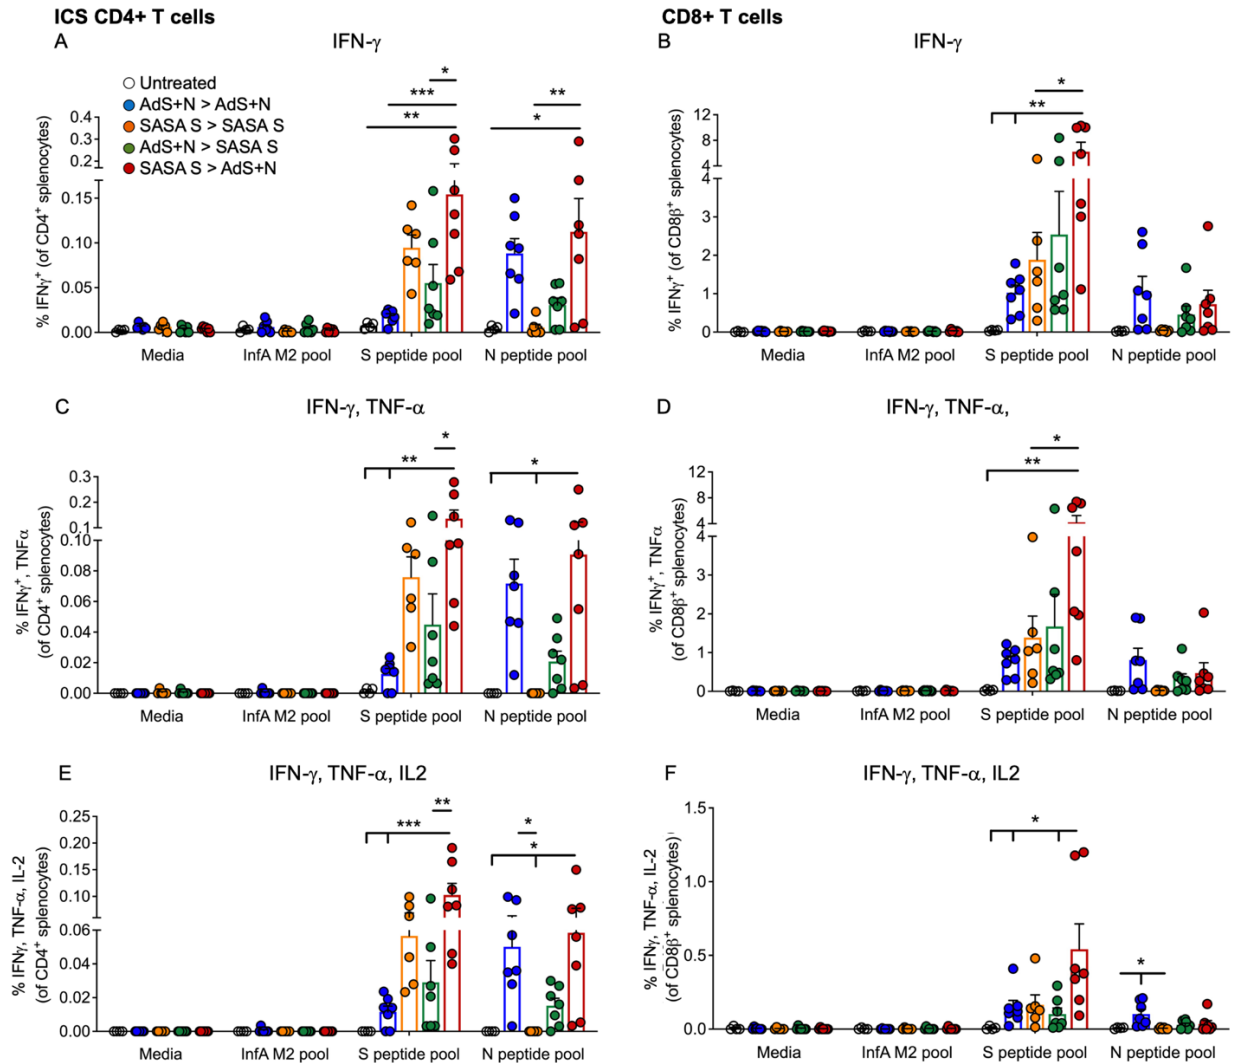 ICS CD4+ T cells
CD8+ T cells
A
IFN-γ
B
IFN-γ
Untreated
AdS+N > AdS+N
SASA S > SASA S
AdS+N > SASA S
SASA S > AdS+N
% IFNγ⁺ (of CD4⁺ splenocytes)
0.4
0.3
0.2
0.15
0.10
0.05
0.00
*
***
**
**
*
Media
InfA M2 pool
S peptide pool
N peptide pool
% IFNγ⁺ (of CD8β⁺ splenocytes)
12
8
4
4
3
2
1
0
*
**
Media
InfA M2 pool
S peptide pool
N peptide pool
C
IFN-γ, TNF-α
D
IFN-γ, TNF-α,
% IFNγ⁺, TNFα
(of CD4⁺ splenocytes)
0.3
0.2
0.1
0.10
0.08
0.06
0.04
0.02
0.00
*
**
*
Media
InfA M2 pool
S peptide pool
N peptide pool
% IFNγ⁺, TNFα
(of CD8β⁺ splenocytes)
12
8
4
4
3
2
1
0
*
**
Media
InfA M2 pool
S peptide pool
N peptide pool
E
IFN-γ, TNF-α, IL2
F
IFN-γ, TNF-α, IL2
% IFNγ, TNF-α, IL-2
(of CD4⁺ splenocytes)
0.25
0.20
0.15
0.10
0.06
0.04
0.02
0.00
**
***
*
*
Media
InfA M2 pool
S peptide pool
N peptide pool
% IFNγ, TNF-α, IL-2
(of CD8β⁺ splenocytes)
1.5
1.0
0.5
0.0
*
*
Media
InfA M2 pool
S peptide pool
N peptide pool